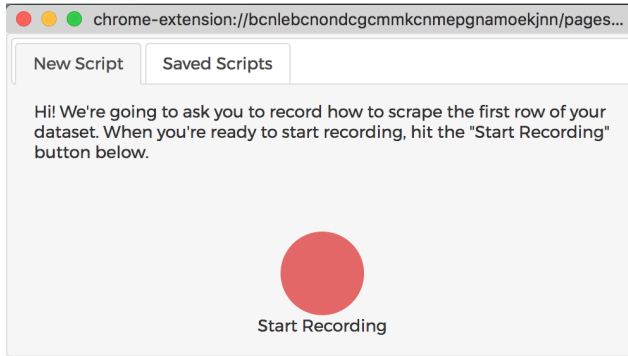 chrome-extension://bcnlebcnondcgcmmkcnmepgnamoekjnn/pages...
New Script
Saved Scripts
Hi! We're going to ask you to record how to scrape the first row of your
dataset. When you're ready to start recording, hit the "Start Recording"
button below.
Start Recording